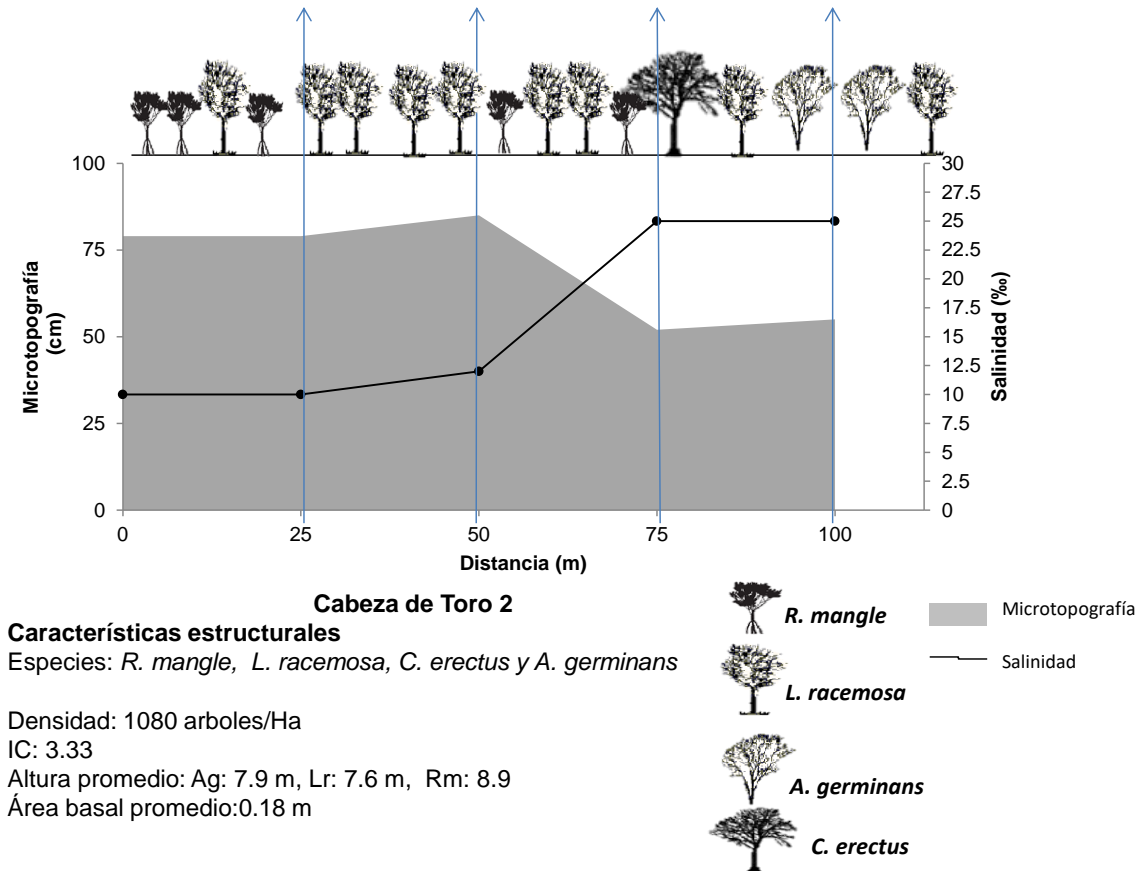 100
75
50
25
0
Microtopografía
(cm)
30
27.5
25
22.5
20
17.5
15
12.5
10
7.5
5
2.5
0
Salinidad (‰)
0 25 50 75 100
Distancia (m)
Cabeza de Toro 2
Características estructurales
Especies: R. mangle, L. racemosa, C. erectus y A. germinans
Densidad: 1080 arboles/Ha
IC: 3.33
Altura promedio: Ag: 7.9 m, Lr: 7.6 m, Rm: 8.9
Área basal promedio:0.18 m
R. mangle
L. racemosa
A. germinans
C. erectus
Microtopografía
Salinidad